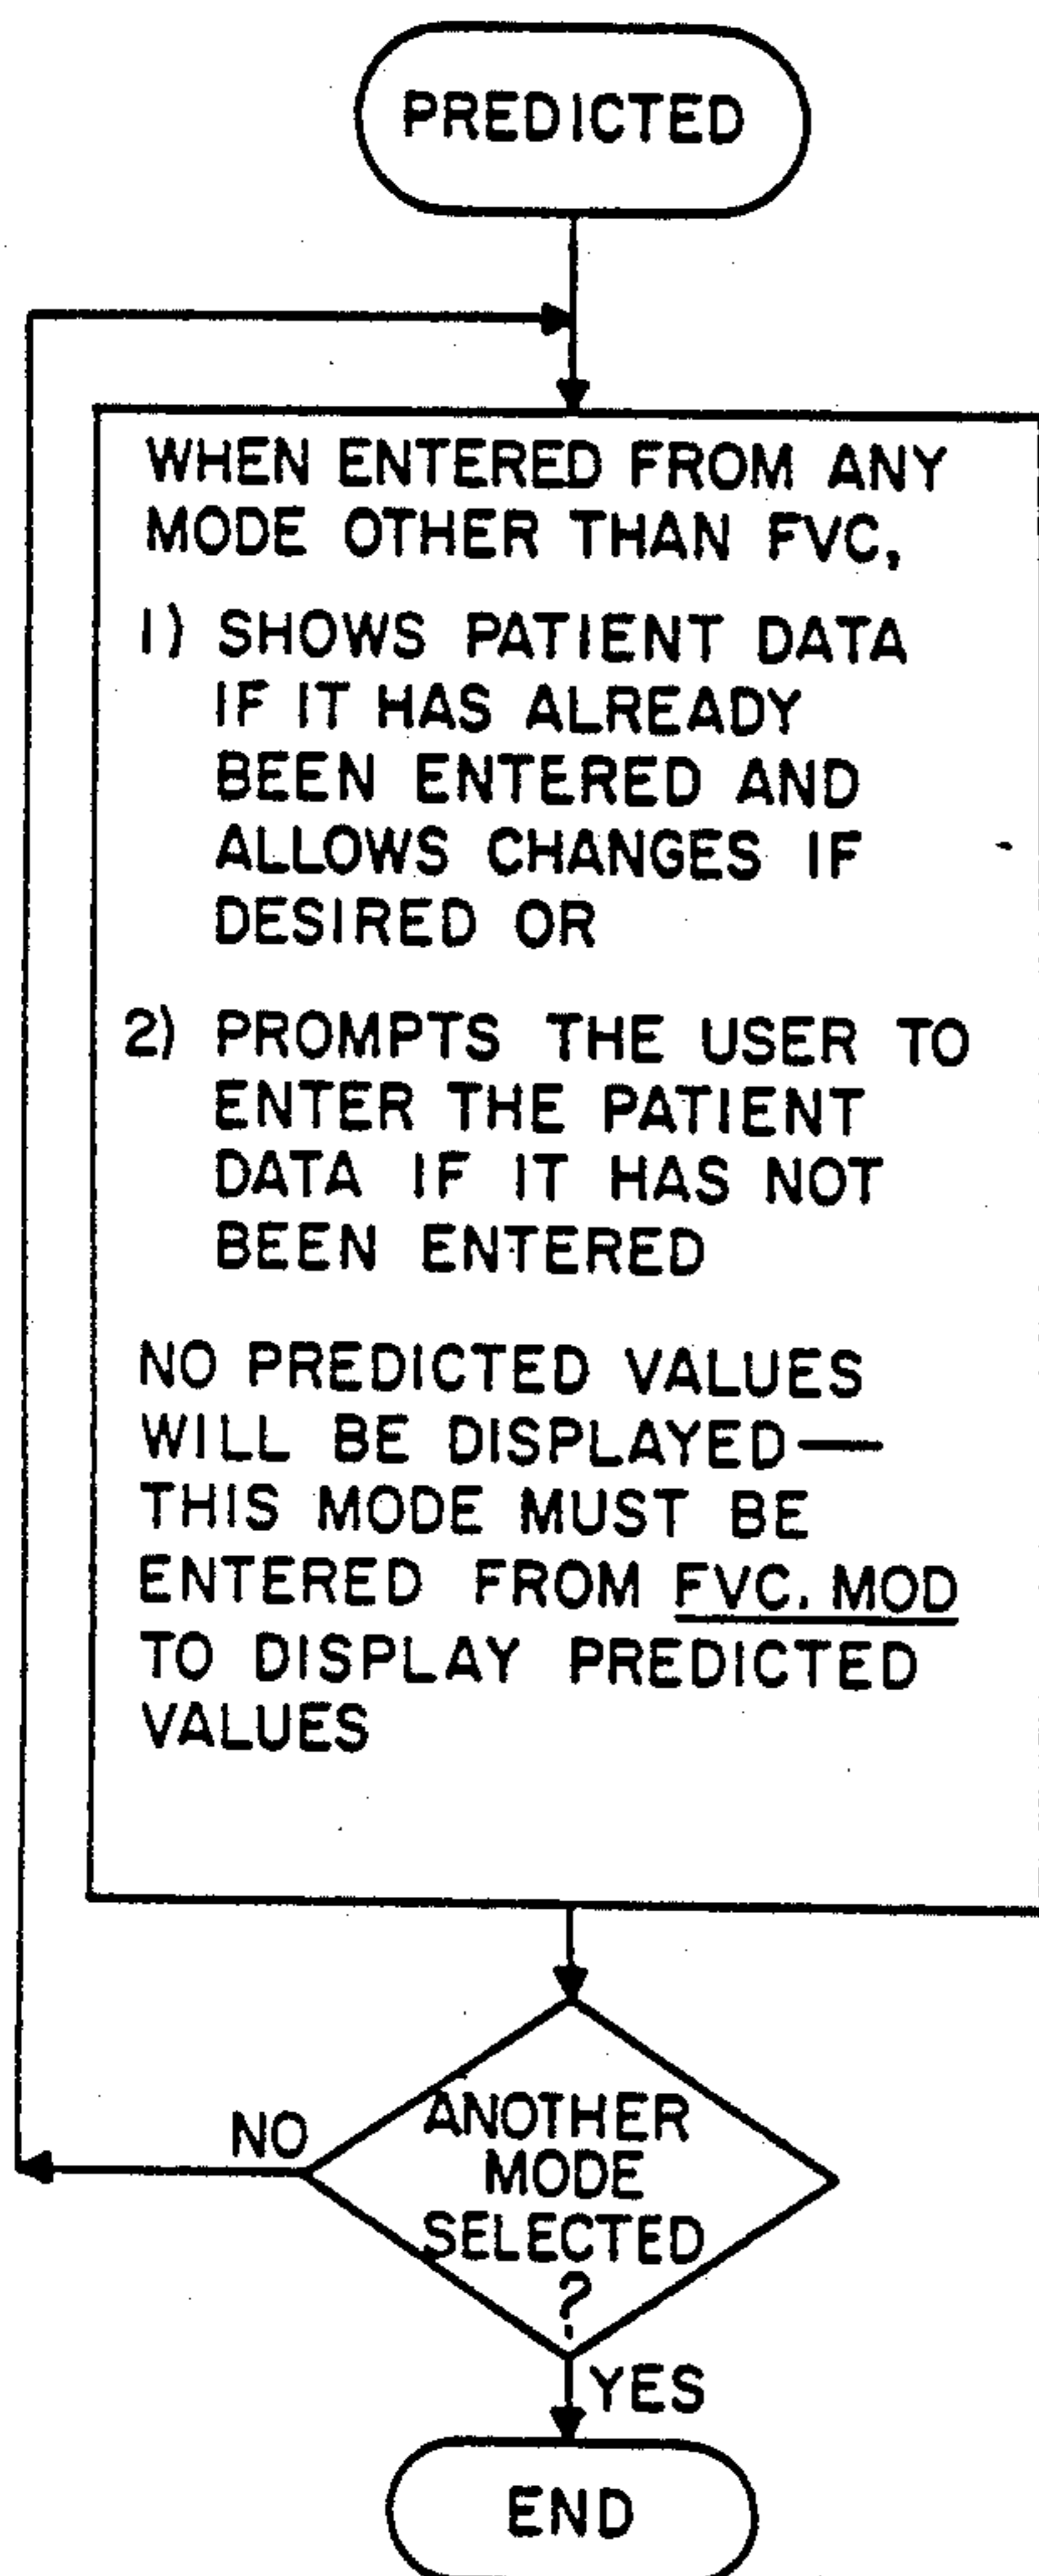 PREDICTED
WHEN ENTERED FROM ANY
MODE OTHER THAN FVC,
1) SHOWS PATIENT DATA
IF IT HAS ALREADY
BEEN ENTERED AND
ALLOWS CHANGES IF
DESIRED OR
2) PROMPTS THE USER TO
ENTER THE PATIENT
DATA IF IT HAS NOT
BEEN ENTERED
NO PREDICTED VALUES
WILL BE DISPLAYED—
THIS MODE MUST BE
ENTERED FROM FVC. MOD
TO DISPLAY PREDICTED
VALUES
NO
ANOTHER
MODE
SELECTED
?
YES
END